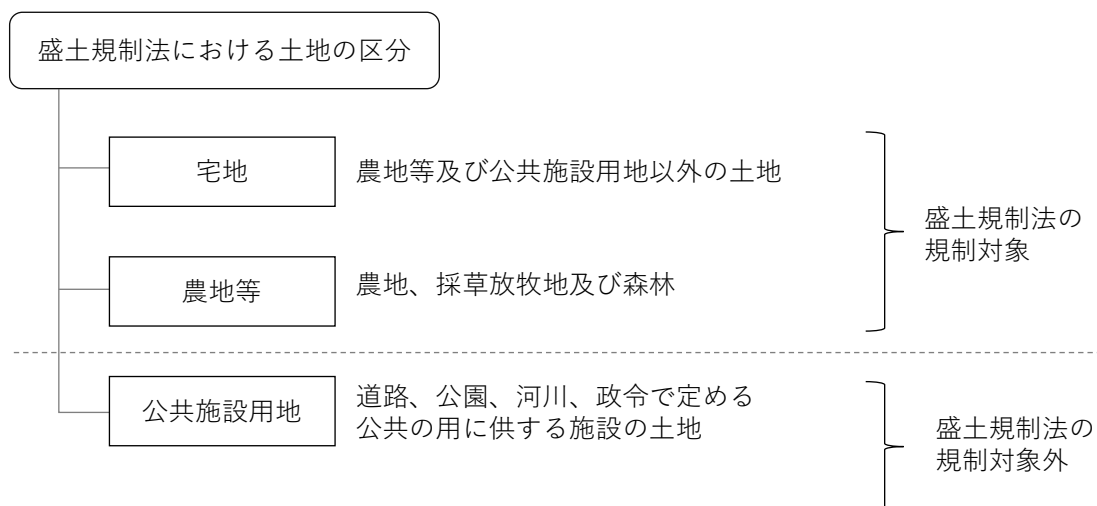 盛土規制法における土地の区分
宅地
農地等及び公共施設用地以外の土地
農地等
農地、採草放牧地及び森林
盛土規制法の
規制対象
公共施設用地
道路、公園、河川、政令で定める
公共の用に供する施設の土地
盛土規制法の
規制対象外